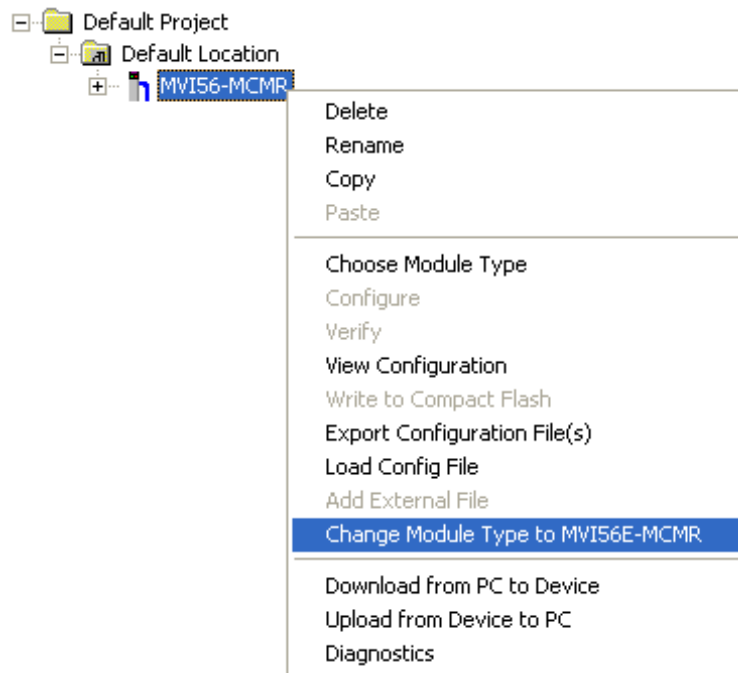 Default Project
Default Location
MVI56-MCMR
Delete
Rename
Copy
Paste
Choose Module Type
Configure
Verify
View Configuration
Write to Compact Flash
Export Configuration File(s)
Load Config File
Add External File
Change Module Type to MVI56E-MCMR
Download from PC to Device
Upload from Device to PC
Diagnostics